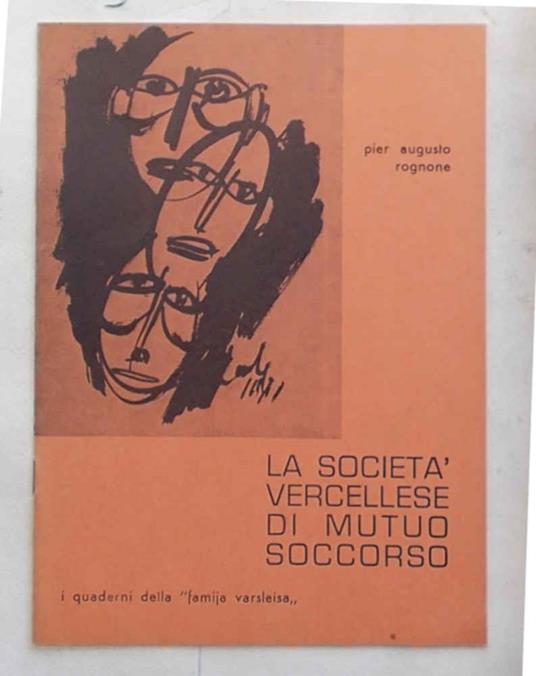 pier augusto
rognone
LA SOCIETA'
VERCELLESE
DI MUTUO
SOCCORSO
i quaderni della "famija varsleisa„